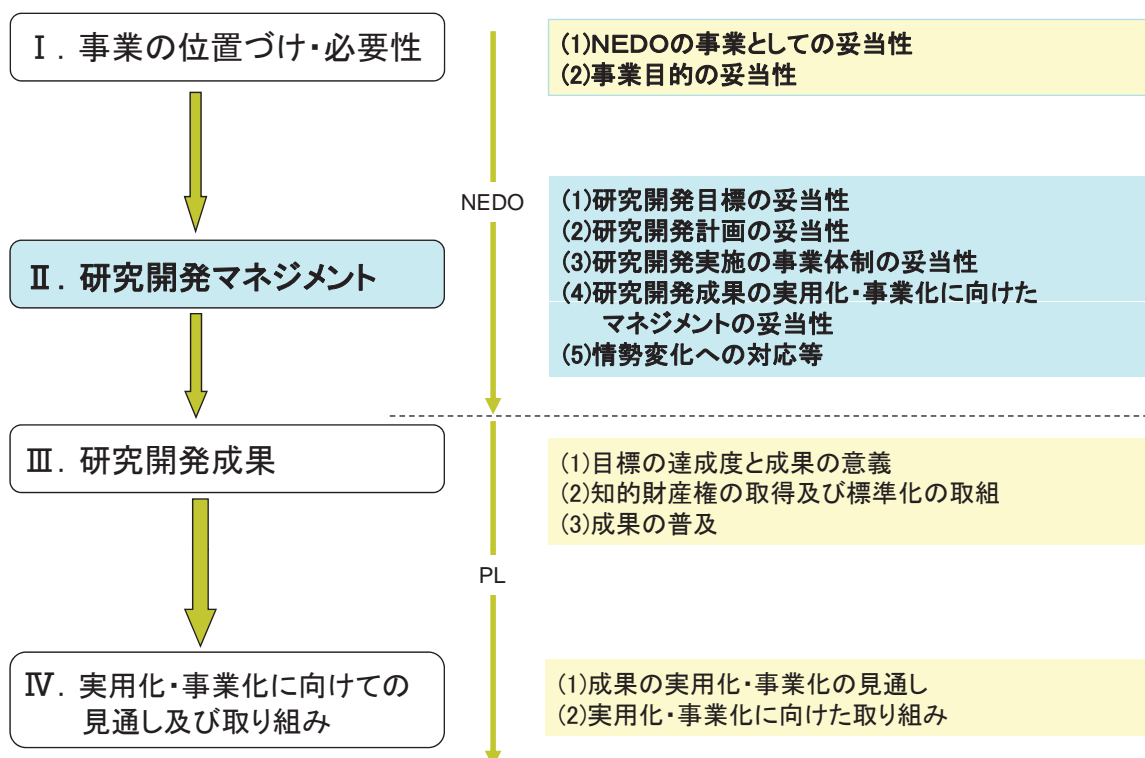 Ⅰ. 事業の位置づけ・必要性
(1)NEDOの事業としての妥当性
(2)事業目的の妥当性
NEDO
Ⅱ. 研究開発マネジメント
(1)研究開発目標の妥当性
(2)研究開発計画の妥当性
(3)研究開発実施の事業体制の妥当性
(4)研究開発成果の実用化・事業化に向けた
マネジメントの妥当性
(5)情勢変化への対応等
Ⅲ. 研究開発成果
(1)目標の達成度と成果の意義
(2)知的財産権の取得及び標準化の取組
(3)成果の普及
PL
Ⅳ. 実用化・事業化に向けての
見通し及び取り組み
(1)成果の実用化・事業化の見通し
(2)実用化・事業化に向けた取り組み